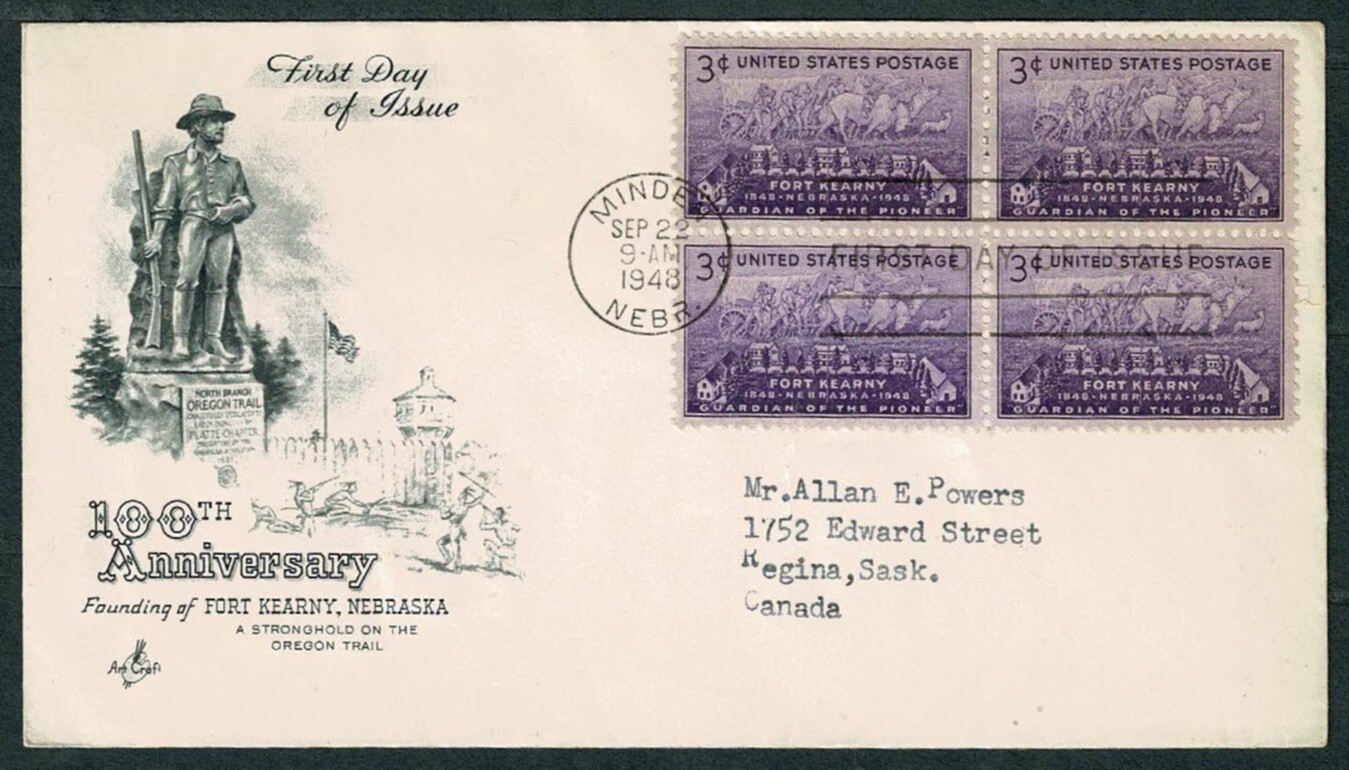 First Day
of Issue
3¢ UNITED STATES POSTAGE
FORT KEARNY
1848-NEBRASKA-1948
"GUARDIAN OF THE PIONEER"
3¢ UNITED STATES POSTAGE
FORT KEARNY
1848-NEBRASKA-1948
"GUARDIAN OF THE PIONEER"
MINDEN
SEP 22
9-AM
1948
NEBR.
FIRST DAY OF ISSUE
3¢ UNITED STATES POSTAGE
FORT KEARNY
1848-NEBRASKA-1948
"GUARDIAN OF THE PIONEER"
3¢ UNITED STATES POSTAGE
FORT KEARNY
1848-NEBRASKA-1948
"GUARDIAN OF THE PIONEER"
NORTH BRANCH
OREGON TRAIL
PLATTE CHAPTER
100TH
Anniversary
Founding of FORT KEARNY, NEBRASKA
A STRONGHOLD ON THE
OREGON TRAIL
Art Craft
Mr.Allan E.Powers
1752 Edward Street
Regina,Sask.
Canada